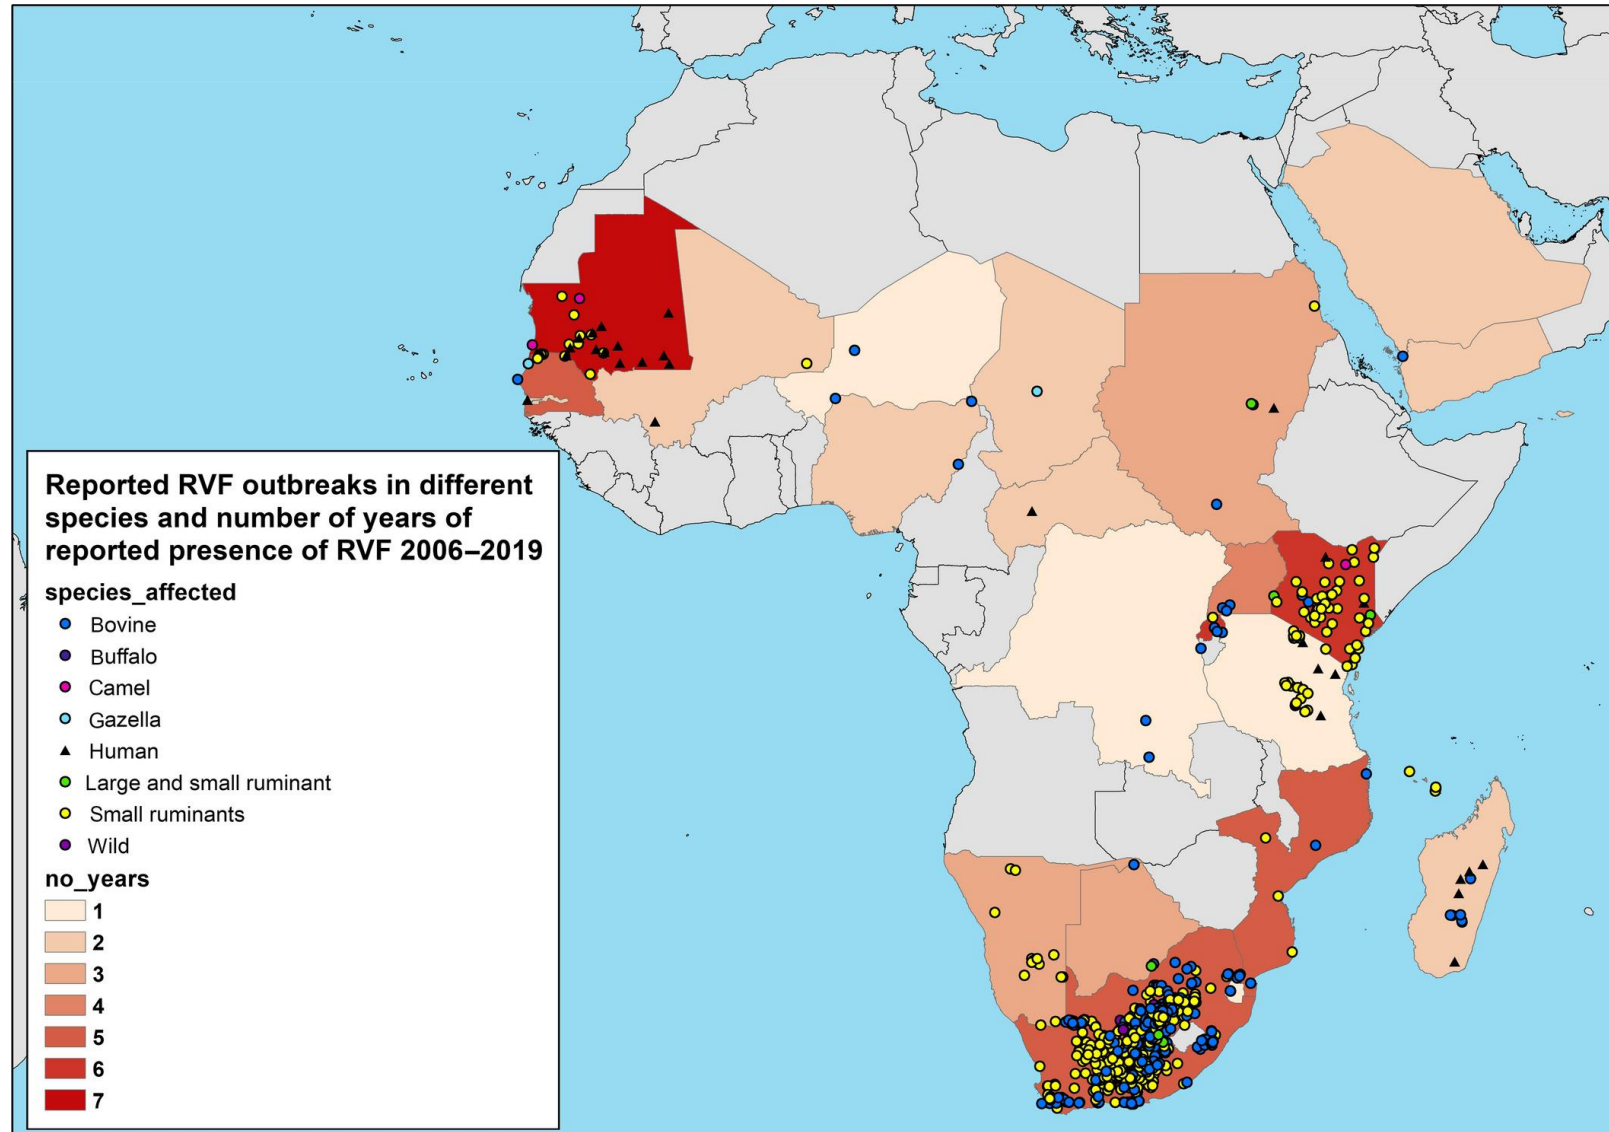 Reported RVF outbreaks in different
species and number of years of
reported presence of RVF 2006–2019
species_affected
Bovine
Buffalo
Camel
Gazella
Human
Large and small ruminant
Small ruminants
Wild
no_years
1
2
3
4
5
6
7